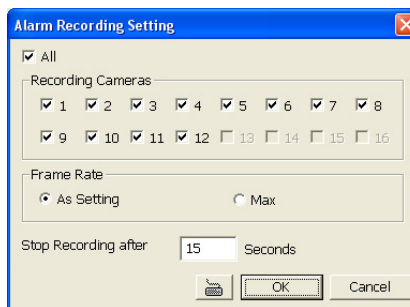 Alarm Recording Setting
All
Recording Cameras
1 2 3 4 5 6 7 8
9 10 11 12 13 14 15 16
Frame Rate
As Setting Max
Stop Recording after 15 Seconds
OK Cancel